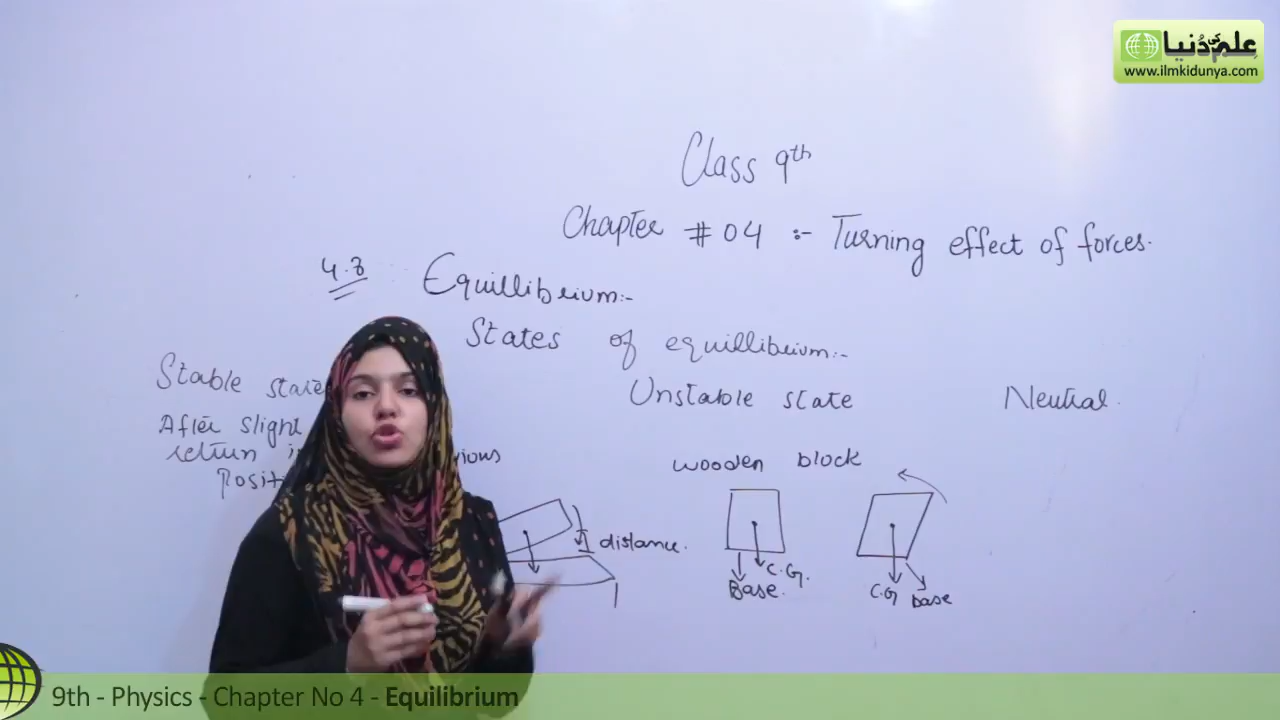 علم کی دنیا
www.ilmkidunya.com
Class 9th
Chapter # 04 :- Turning effect of forces.
4.8 Equillibrium:-
States of equillibrium:-
Stable state
Unstable state
Neutral.
After slight
return
wooden block
distance.
C.G.
Base.
C.G
base
9th - Physics - Chapter No 4 - Equilibrium